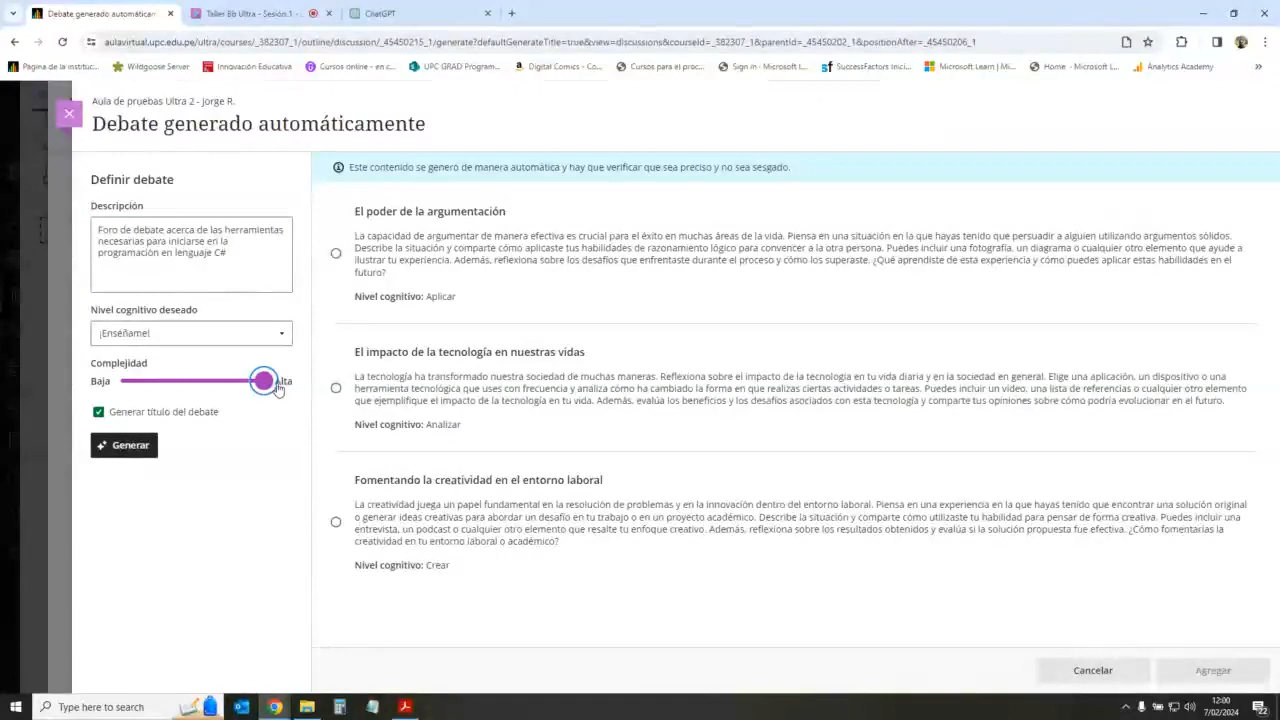 Debate generado automáticamen
Taller Bb Ultra - Sesión 1 -
ChatGPT
aulavirtual.upc.edu.pe/ultra/courses/_382307_1/outline/discussion/_45450215_1/generate?defaultGenerateTitle=true&view=discussions&courseId=_382307_1&parentId=_45450202_1&positionAfter=_45450206_1
Página de la instituc...
Wildgoose Server
Innovación Educativa
Cursos online - en c...
UPC GRAD Program...
Digital Comics - Co...
Cursos para el proc...
Sign in - Microsoft L...
SuccessFactors Inici...
Microsoft Learn | Mi...
Home - Microsoft L...
Analytics Academy
Aula de pruebas Ultra 2 - Jorge R.
Debate generado automáticamente
Definir debate
Descripción
Foro de debate acerca de las herramientas
necesarias para iniciarse en la
programación en lenguaje C#
Nivel cognitivo deseado
¡Enséñame!
Complejidad
Baja
Alta
Generar título del debate
Generar
Este contenido se generó de manera automática y hay que verificar que sea preciso y no sea sesgado.
El poder de la argumentación
La capacidad de argumentar de manera efectiva es crucial para el éxito en muchas áreas de la vida. Piensa en una situación en la que hayas tenido que persuadir a alguien utilizando argumentos sólidos.
Describe la situación y comparte cómo aplicaste tus habilidades de razonamiento lógico para convencer a la otra persona. Puedes incluir una fotografía, un diagrama o cualquier otro elemento que ayude a
ilustrar tu experiencia. Además, reflexiona sobre los desafíos que enfrentaste durante el proceso y cómo los superaste. ¿Qué aprendiste de esta experiencia y cómo puedes aplicar estas habilidades en el
futuro?
Nivel cognitivo: Aplicar
El impacto de la tecnología en nuestras vidas
La tecnología ha transformado nuestra sociedad de muchas maneras. Reflexiona sobre el impacto de la tecnología en tu vida diaria y en la sociedad en general. Elige una aplicación, un dispositivo o una
herramienta tecnológica que uses con frecuencia y analiza cómo ha cambiado la forma en que realizas ciertas actividades o tareas. Puedes incluir un video, una lista de referencias o cualquier otro elemento
que ejemplifique el impacto de la tecnología en tu vida. Además, evalúa los beneficios y los desafíos asociados con esta tecnología y comparte tus opiniones sobre cómo podría evolucionar en el futuro.
Nivel cognitivo: Analizar
Fomentando la creatividad en el entorno laboral
La creatividad juega un papel fundamental en la resolución de problemas y en la innovación dentro del entorno laboral. Piensa en una experiencia en la que hayas tenido que encontrar una solución original
o generar ideas creativas para abordar un desafío en tu trabajo o en un proyecto académico. Describe la situación y comparte cómo utilizaste tu habilidad para pensar de forma creativa. Puedes incluir una
entrevista, un podcast o cualquier otro elemento que resalte tu enfoque creativo. Además, reflexiona sobre los resultados obtenidos y evalúa si la solución propuesta fue efectiva. ¿Cómo fomentarías la
creatividad en tu entorno laboral o académico?
Nivel cognitivo: Crear
Cancelar
Agregar
Type here to search
12:00
7/02/2024
22